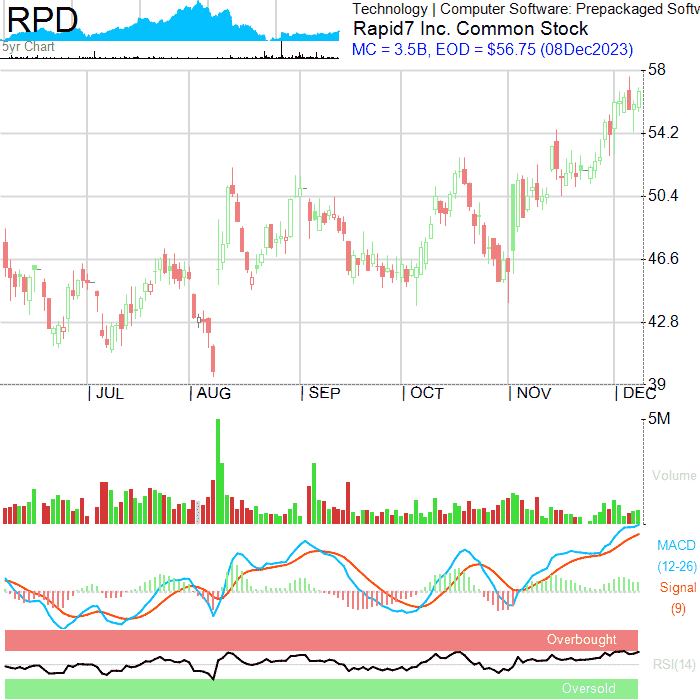 RPD
5yr Chart
Technology | Computer Software: Prepackaged Softw
Rapid7 Inc. Common Stock
MC = 3.5B, EOD = $56.75 (08Dec2023)
58
54.2
50.4
46.6
42.8
39
JUL
AUG
SEP
OCT
NOV
DEC
5M
Volume
MACD
(12-26)
Signal
(9)
Overbought
RSI(14)
Oversold